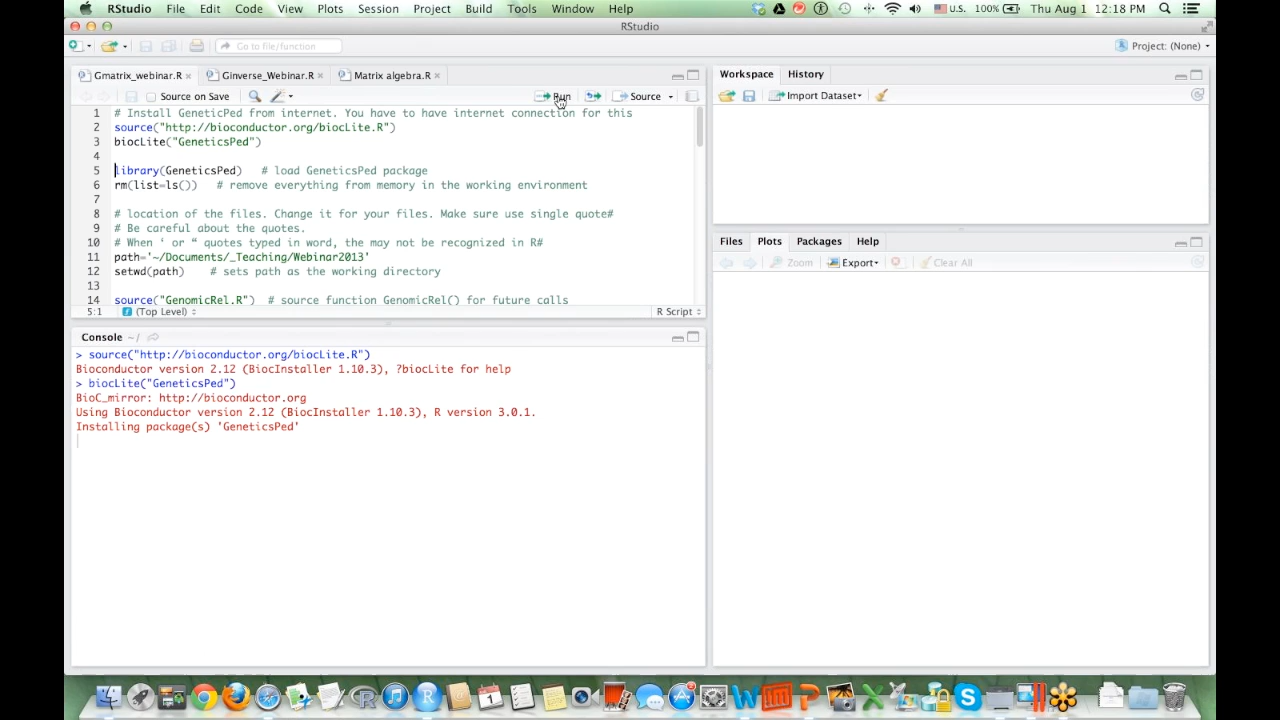 RStudio File Edit Code View Plots Session Project Build Tools Window Help U.S. 100% Thu Aug 1 12:18 PM
RStudio
Go to file/function Project: (None)
Gmatrix_webinar.R Ginverse_Webinar.R Matrix algebra.R
Source on Save Run Source
1 # Install GeneticPed from internet. You have to have internet connection for this
2 source("http://bioconductor.org/biocLite.R")
3 biocLite("GeneticsPed")
4
5 library(GeneticsPed) # load GeneticsPed package
6 rm(list=ls()) # remove everything from memory in the working environment
7
8 # location of the files. Change it for your files. Make sure use single quote#
9 # Be careful about the quotes.
10 # When ‘ or “ quotes typed in word, the may not be recognized in R#
11 path='~/Documents/_Teaching/Webinar2013'
12 setwd(path) # sets path as the working directory
13
14 source("GenomicRel.R") # source function GenomicRel() for future calls
5:1 (Top Level) R Script
Console ~/
> source("http://bioconductor.org/biocLite.R")
Bioconductor version 2.12 (BiocInstaller 1.10.3), ?biocLite for help
> biocLite("GeneticsPed")
BioC_mirror: http://bioconductor.org
Using Bioconductor version 2.12 (BiocInstaller 1.10.3), R version 3.0.1.
Installing package(s) 'GeneticsPed'
Workspace History
Import Dataset
Files Plots Packages Help
Zoom Export Clear All